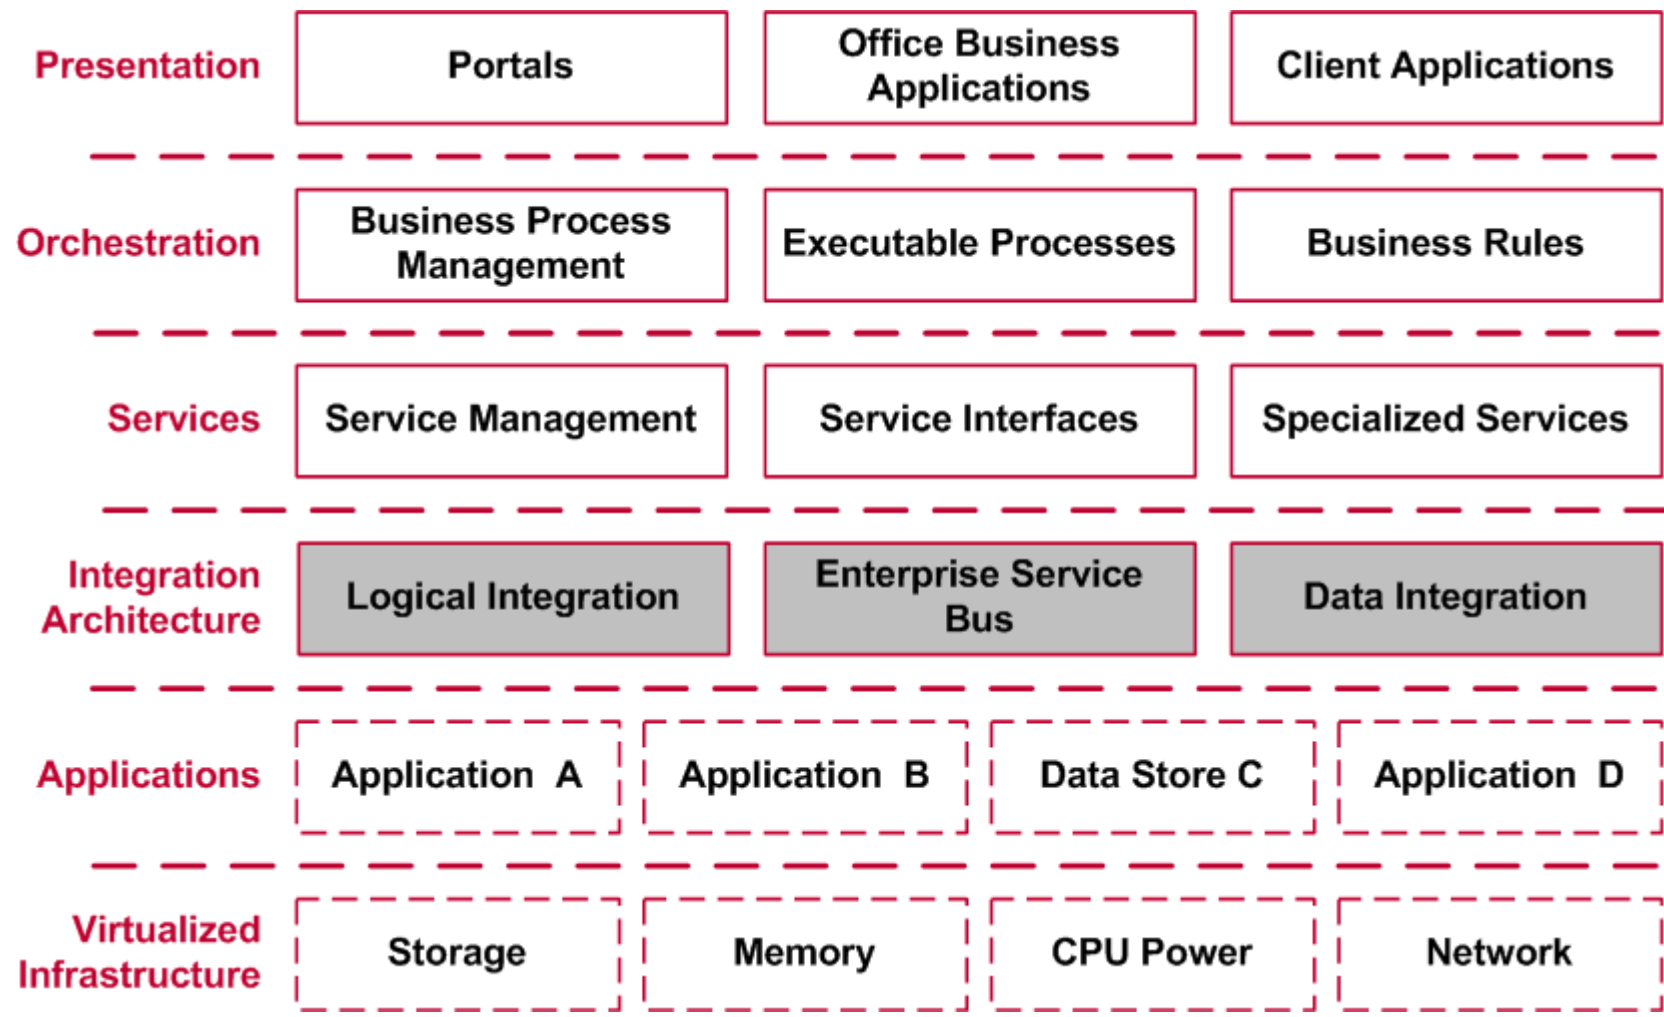 Presentation
Portals
Office Business
Applications
Client Applications
Orchestration
Business Process
Management
Executable Processes
Business Rules
Services
Service Management
Service Interfaces
Specialized Services
Integration
Architecture
Logical Integration
Enterprise Service
Bus
Data Integration
Applications
Application A
Application B
Data Store C
Application D
Virtualized
Infrastructure
Storage
Memory
CPU Power
Network